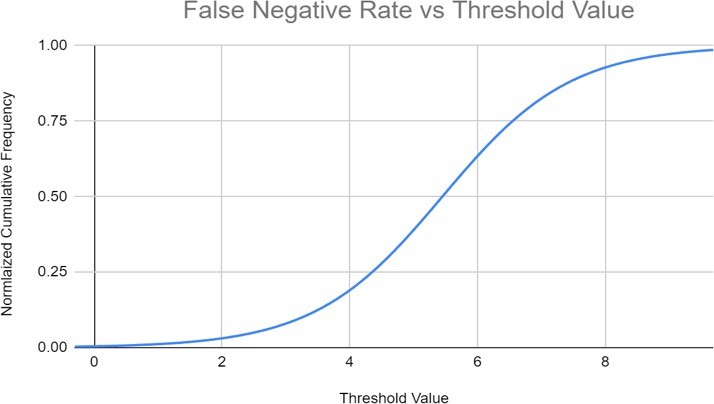 False Negative Rate vs Threshold Value
1.00
0.75
0.50
0.25
0.00
Normlaized Cumulative Frequency
0 2 4 6 8
Threshold Value